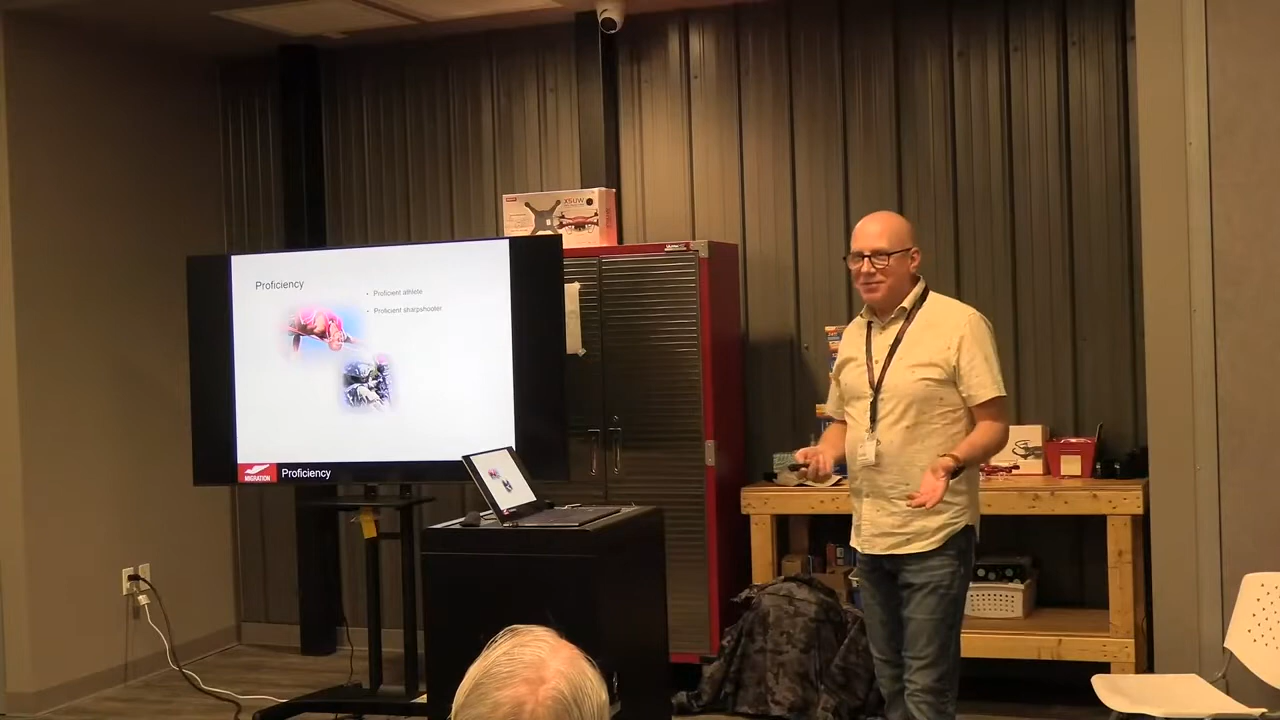 X5UW
Proficiency
• Proficient athlete
• Proficient sharpshooter
MIGRATION
Proficiency